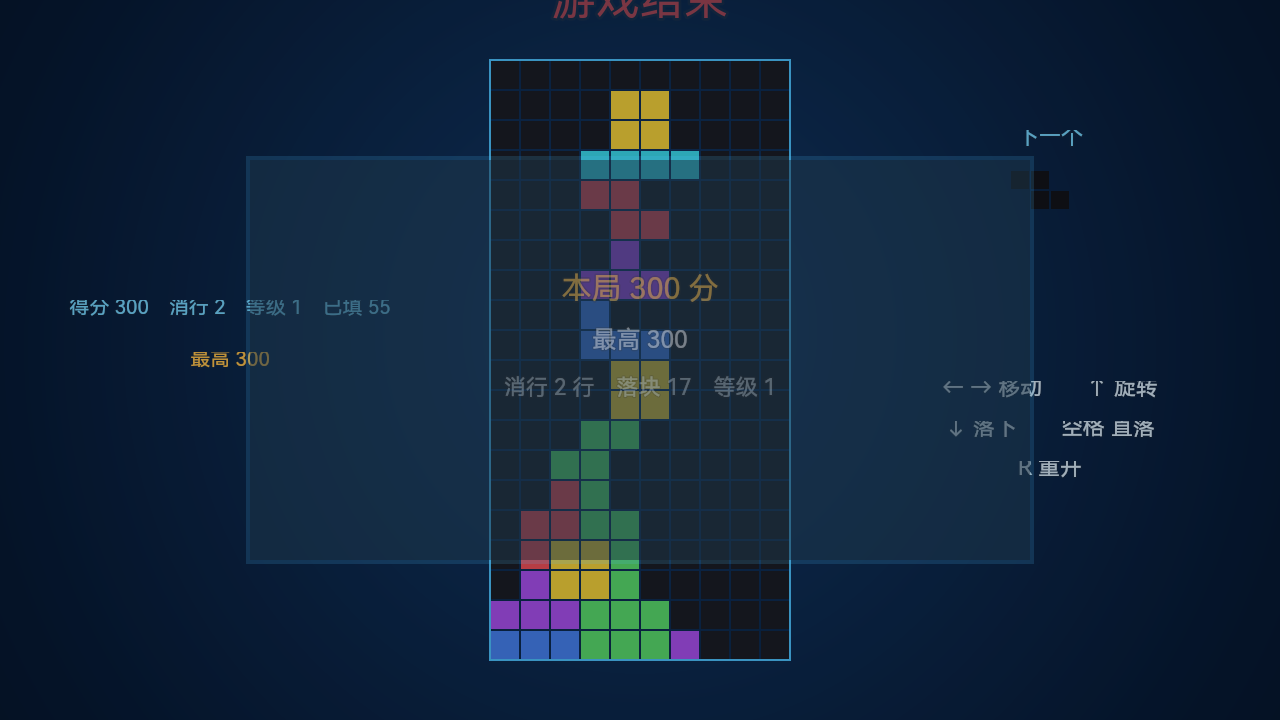 游戏结果
下一个
本局 300 分
得分 300 消行 2 等级 1 已填 55
最高 300
最高 300
消行 2 行 落块 17 等级 1
← → 移动 ↑ 旋转
↓ 落下 空格 直落
R 重开